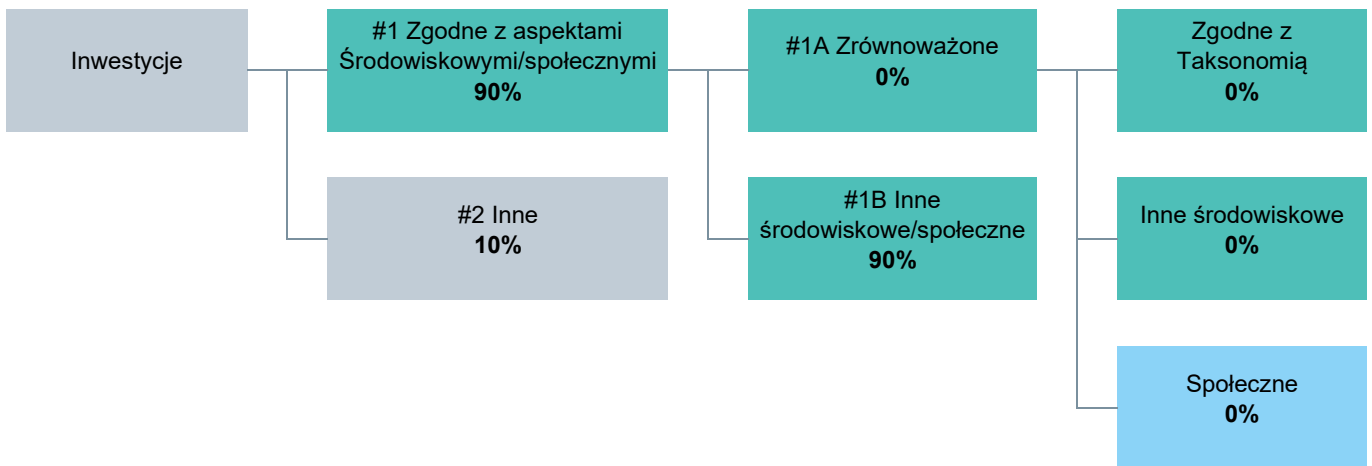 Inwestycje
#1 Zgodne z aspektami
Środowiskowymi/społecznymi
90%
#2 Inne
10%
#1A Zrównoważone
0%
#1B Inne
środowiskowe/społeczne
90%
Zgodne z
Taksonomią
0%
Inne środowiskowe
0%
Społeczne
0%